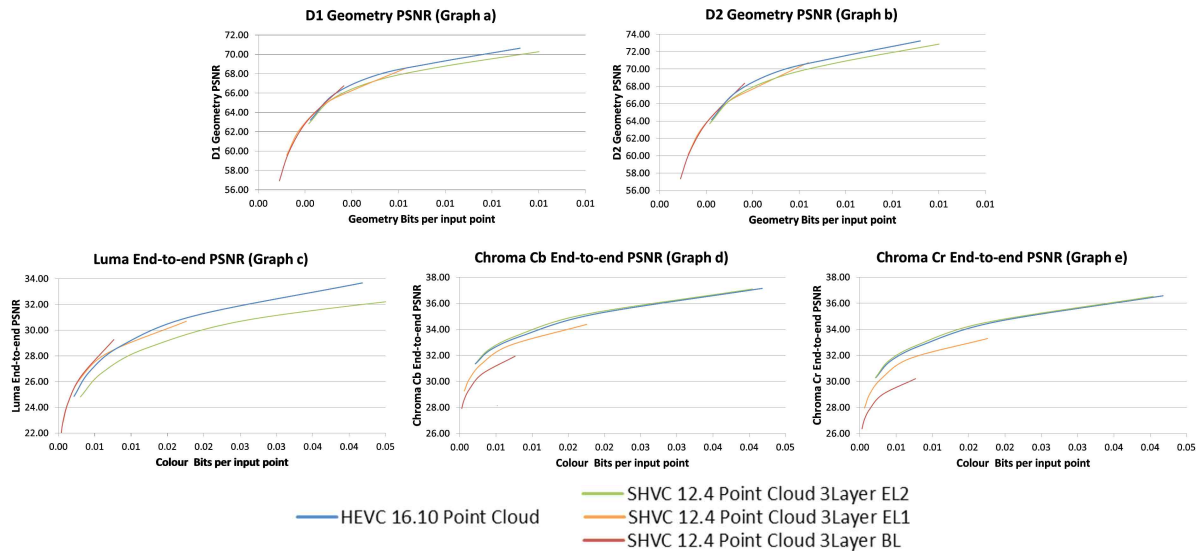 D1 Geometry PSNR (Graph a)
D1 Geometry PSNR
72.00
70.00
68.00
66.00
64.00
62.00
60.00
58.00
56.00
0.00 0.00 0.00 0.01 0.01 0.01 0.01 0.01
Geometry Bits per input point
D2 Geometry PSNR (Graph b)
D2 Geometry PSNR
74.00
72.00
70.00
68.00
66.00
64.00
62.00
60.00
58.00
56.00
0.00 0.00 0.00 0.01 0.01 0.01 0.01 0.01
Geometry Bits per input point
Luma End-to-end PSNR (Graph c)
Luma End-to-end PSNR
34.00
32.00
30.00
28.00
26.00
24.00
22.00
0.00 0.01 0.01 0.02 0.02 0.03 0.03 0.04 0.04 0.05
Colour Bits per input point
Chroma Cb End-to-end PSNR (Graph d)
Chroma Cb End-to-end PSNR
38.00
36.00
34.00
32.00
30.00
28.00
26.00
0.00 0.01 0.01 0.02 0.02 0.03 0.03 0.04 0.04 0.05
Colour Bits per input point
Chroma Cr End-to-end PSNR (Graph e)
Chroma Cr End-to-end PSNR
38.00
36.00
34.00
32.00
30.00
28.00
26.00
0.00 0.01 0.01 0.02 0.02 0.03 0.03 0.04 0.04 0.05
Colour Bits per input point
HEVC 16.10 Point Cloud
SHVC 12.4 Point Cloud 3Layer EL2
SHVC 12.4 Point Cloud 3Layer EL1
SHVC 12.4 Point Cloud 3Layer BL